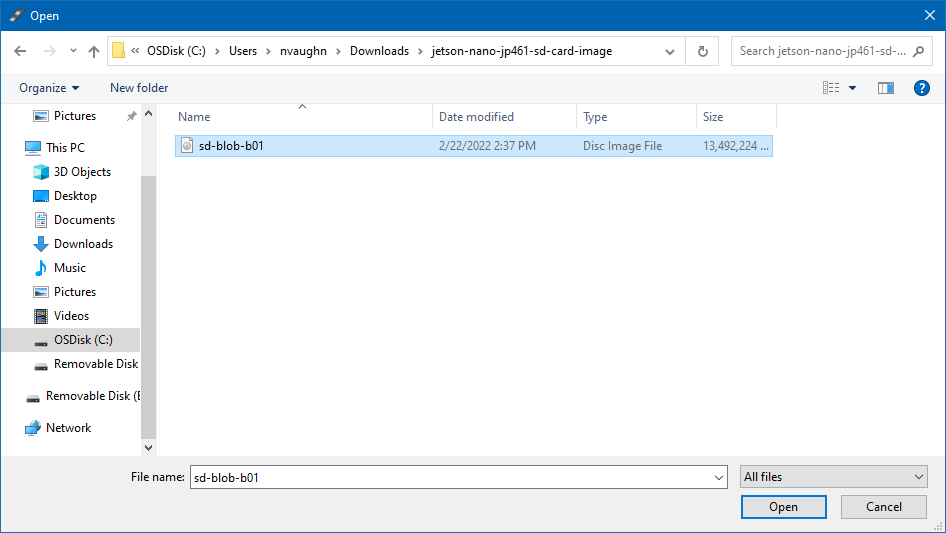 Open
« OSDisk (C:) › Users › nvaughn › Downloads › jetson-nano-jp461-sd-card-image
Search jetson-nano-jp461-sd-...
Organize
New folder
Pictures
This PC
3D Objects
Desktop
Documents
Downloads
Music
Pictures
Videos
OSDisk (C:)
Removable Disk
Removable Disk (E
Network
Name Date modified Type Size
sd-blob-b01 2/22/2022 2:37 PM Disc Image File 13,492,224 ...
File name: sd-blob-b01 All files
Open Cancel